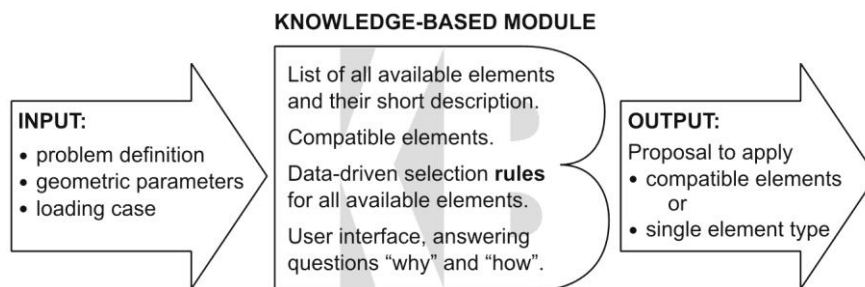 KNOWLEDGE-BASED MODULE
INPUT:
• problem definition
• geometric parameters
• loading case
KB
List of all available elements
and their short description.
Compatible elements.
Data-driven selection rules
for all available elements.
User interface, answering
questions “why” and “how”.
OUTPUT:
Proposal to apply
• compatible elements
or
• single element type